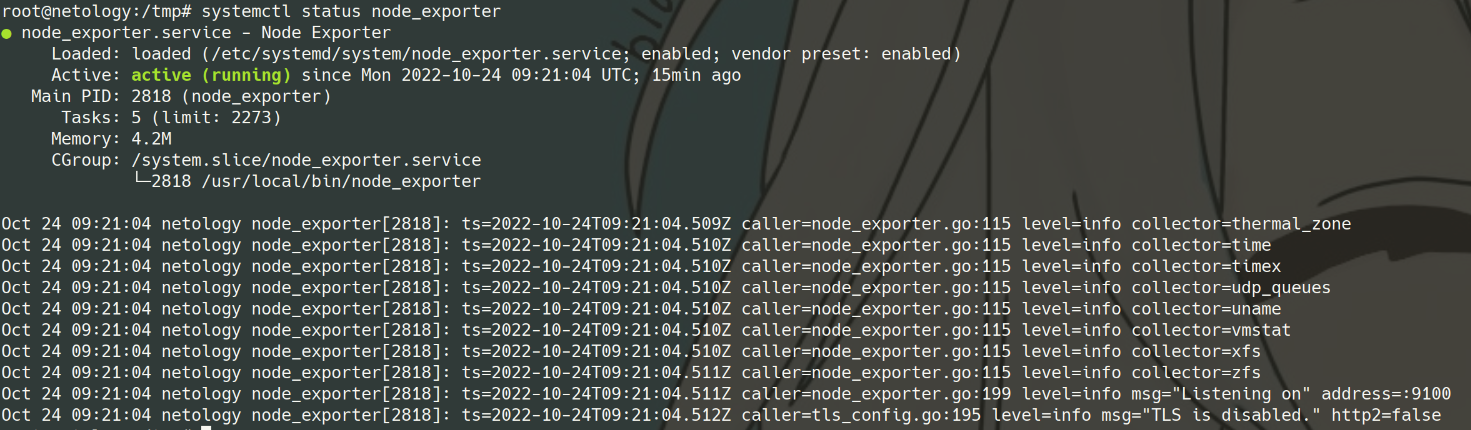 root@netology:/tmp# systemctl status node_exporter
● node_exporter.service - Node Exporter
     Loaded: loaded (/etc/systemd/system/node_exporter.service; enabled; vendor preset: enabled)
     Active: active (running) since Mon 2022-10-24 09:21:04 UTC; 15min ago
   Main PID: 2818 (node_exporter)
      Tasks: 5 (limit: 2273)
     Memory: 4.2M
     CGroup: /system.slice/node_exporter.service
             └─2818 /usr/local/bin/node_exporter

Oct 24 09:21:04 netology node_exporter[2818]: ts=2022-10-24T09:21:04.509Z caller=node_exporter.go:115 level=info collector=thermal_zone
Oct 24 09:21:04 netology node_exporter[2818]: ts=2022-10-24T09:21:04.510Z caller=node_exporter.go:115 level=info collector=time
Oct 24 09:21:04 netology node_exporter[2818]: ts=2022-10-24T09:21:04.510Z caller=node_exporter.go:115 level=info collector=timex
Oct 24 09:21:04 netology node_exporter[2818]: ts=2022-10-24T09:21:04.510Z caller=node_exporter.go:115 level=info collector=udp_queues
Oct 24 09:21:04 netology node_exporter[2818]: ts=2022-10-24T09:21:04.510Z caller=node_exporter.go:115 level=info collector=uname
Oct 24 09:21:04 netology node_exporter[2818]: ts=2022-10-24T09:21:04.510Z caller=node_exporter.go:115 level=info collector=vmstat
Oct 24 09:21:04 netology node_exporter[2818]: ts=2022-10-24T09:21:04.510Z caller=node_exporter.go:115 level=info collector=xfs
Oct 24 09:21:04 netology node_exporter[2818]: ts=2022-10-24T09:21:04.511Z caller=node_exporter.go:115 level=info collector=zfs
Oct 24 09:21:04 netology node_exporter[2818]: ts=2022-10-24T09:21:04.511Z caller=node_exporter.go:199 level=info msg="Listening on" address=:9100
Oct 24 09:21:04 netology node_exporter[2818]: ts=2022-10-24T09:21:04.512Z caller=tls_config.go:195 level=info msg="TLS is disabled." http2=false